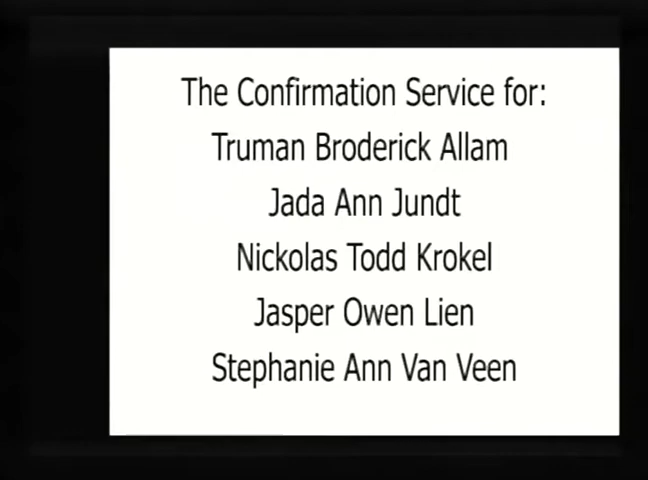 The Confirmation Service for:
Truman Broderick Allam
Jada Ann Jundt
Nickolas Todd Krokel
Jasper Owen Lien
Stephanie Ann Van Veen